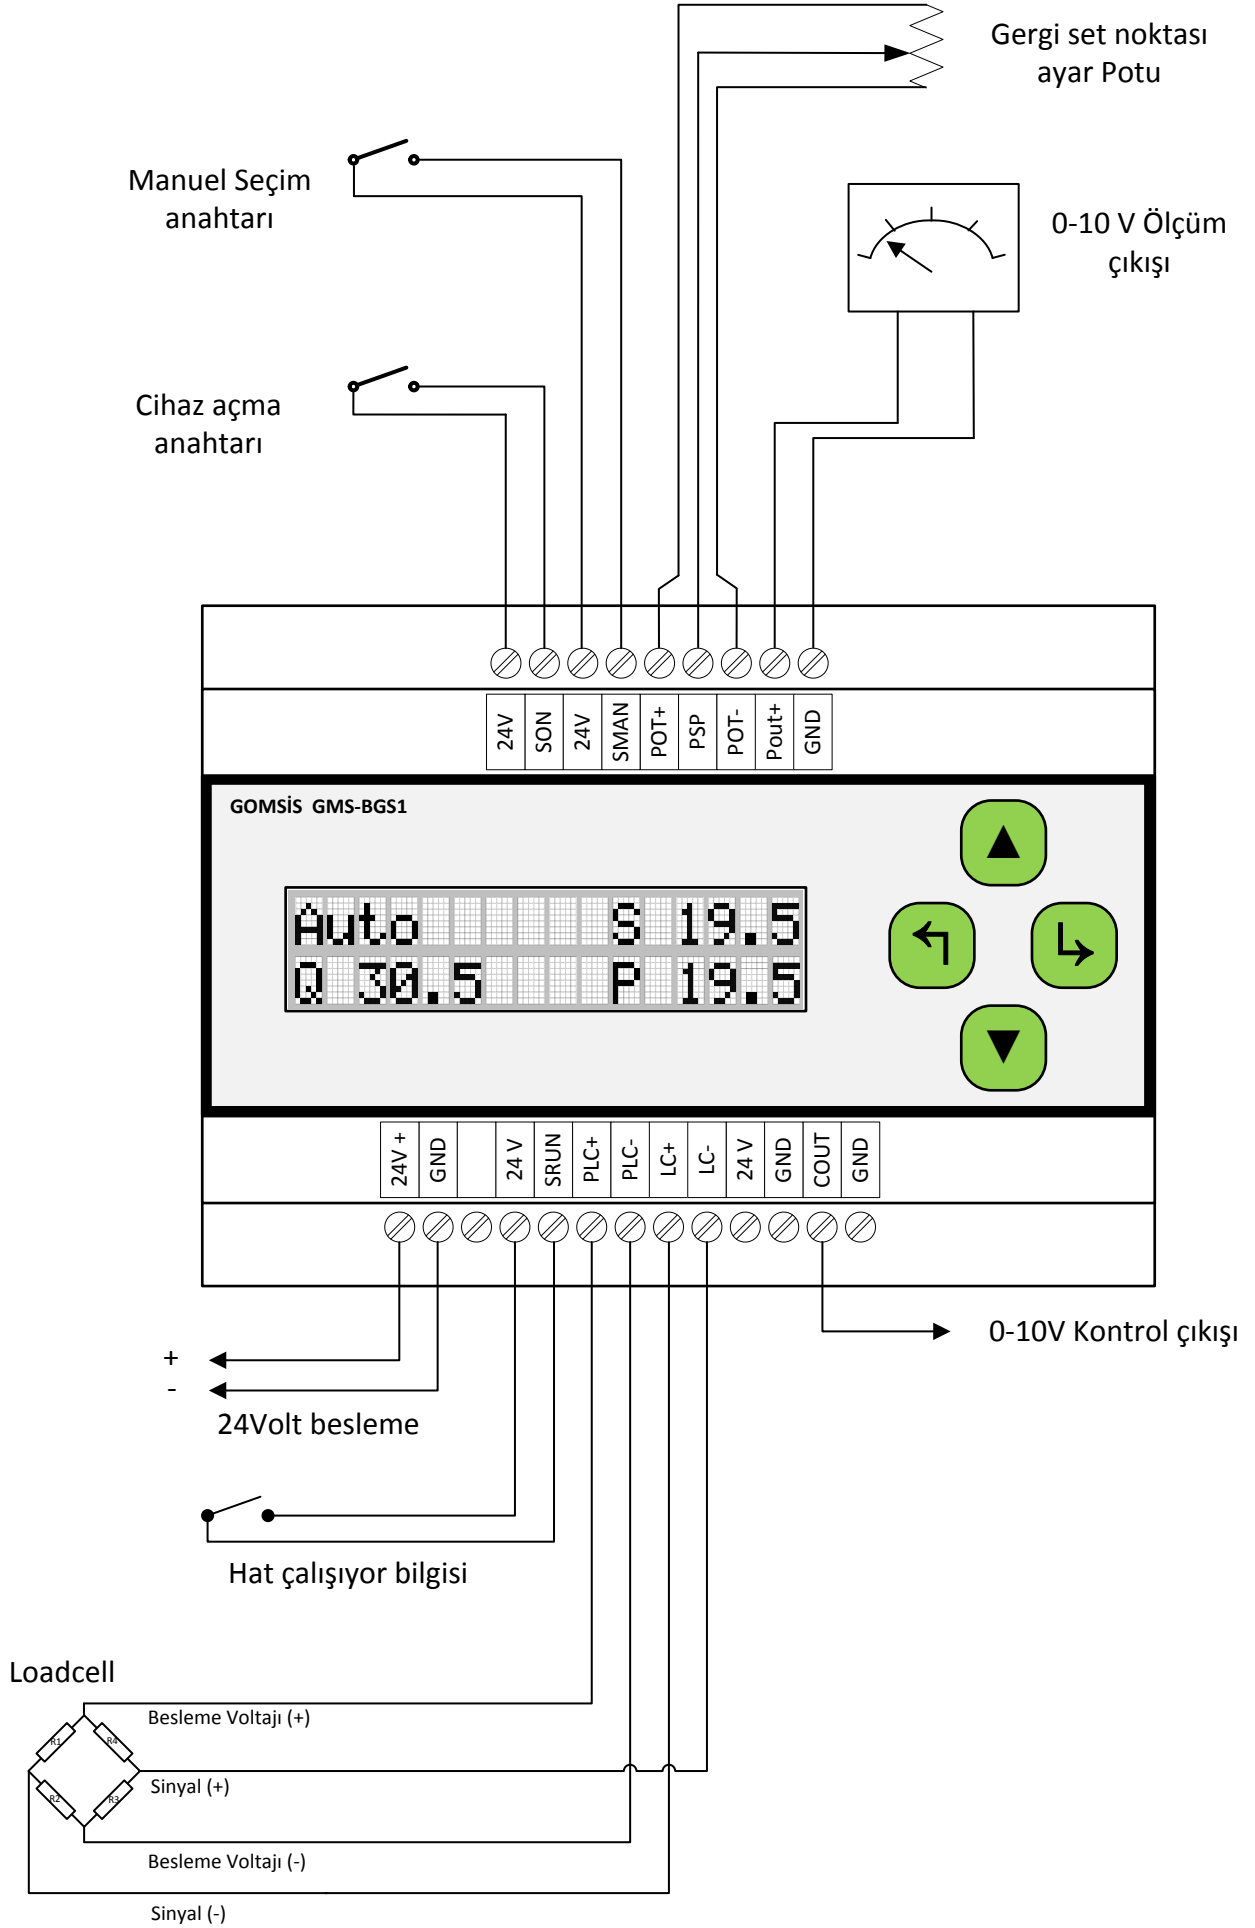 Gergi set noktası
ayar Potu
Manuel Seçim
anahtarı
0-10 V Ölçüm
çıkışı
Cihaz açma
anahtarı
24V SON 24V SMAN POT+ PSP POT- Pout+ GND
GOMSİS GMS-BGS1
Auto S 19.5
Q 30.5 P 19.5
24V + GND 24 V SRUN PLC+ PLC- LC+ LC- 24 V GND COUT GND
0-10V Kontrol çıkışı
+
-
24Volt besleme
Hat çalışıyor bilgisi
Loadcell
Besleme Voltajı (+)
R1 R4
Sinyal (+)
R2 R3
Besleme Voltajı (-)
Sinyal (-)